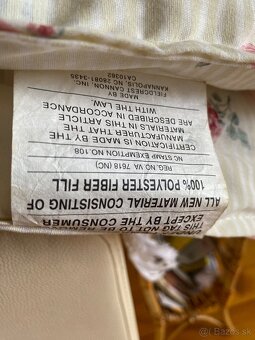 THIS TAG NOT TO BE REMOVED
EXCEPT BY THE CONSUMER
ALL NEW MATERIAL CONSISTING OF
100% POLYESTER FIBER FILL
REG.NO VA 7618 (NC)
NC STAMP EXEMPTION NO 108
CERTIFICATION IS MADE BY THE
MANUFACTURER THAT THE
MATERIALS IN THIS ARTICLE
ARE DESCRIBED IN ACCORDANCE
WITH THE LAW.
MADE BY
FIELDCREST CANNON, INC.
KANNAPOLIS, NC 28081-3435
bazos.sk